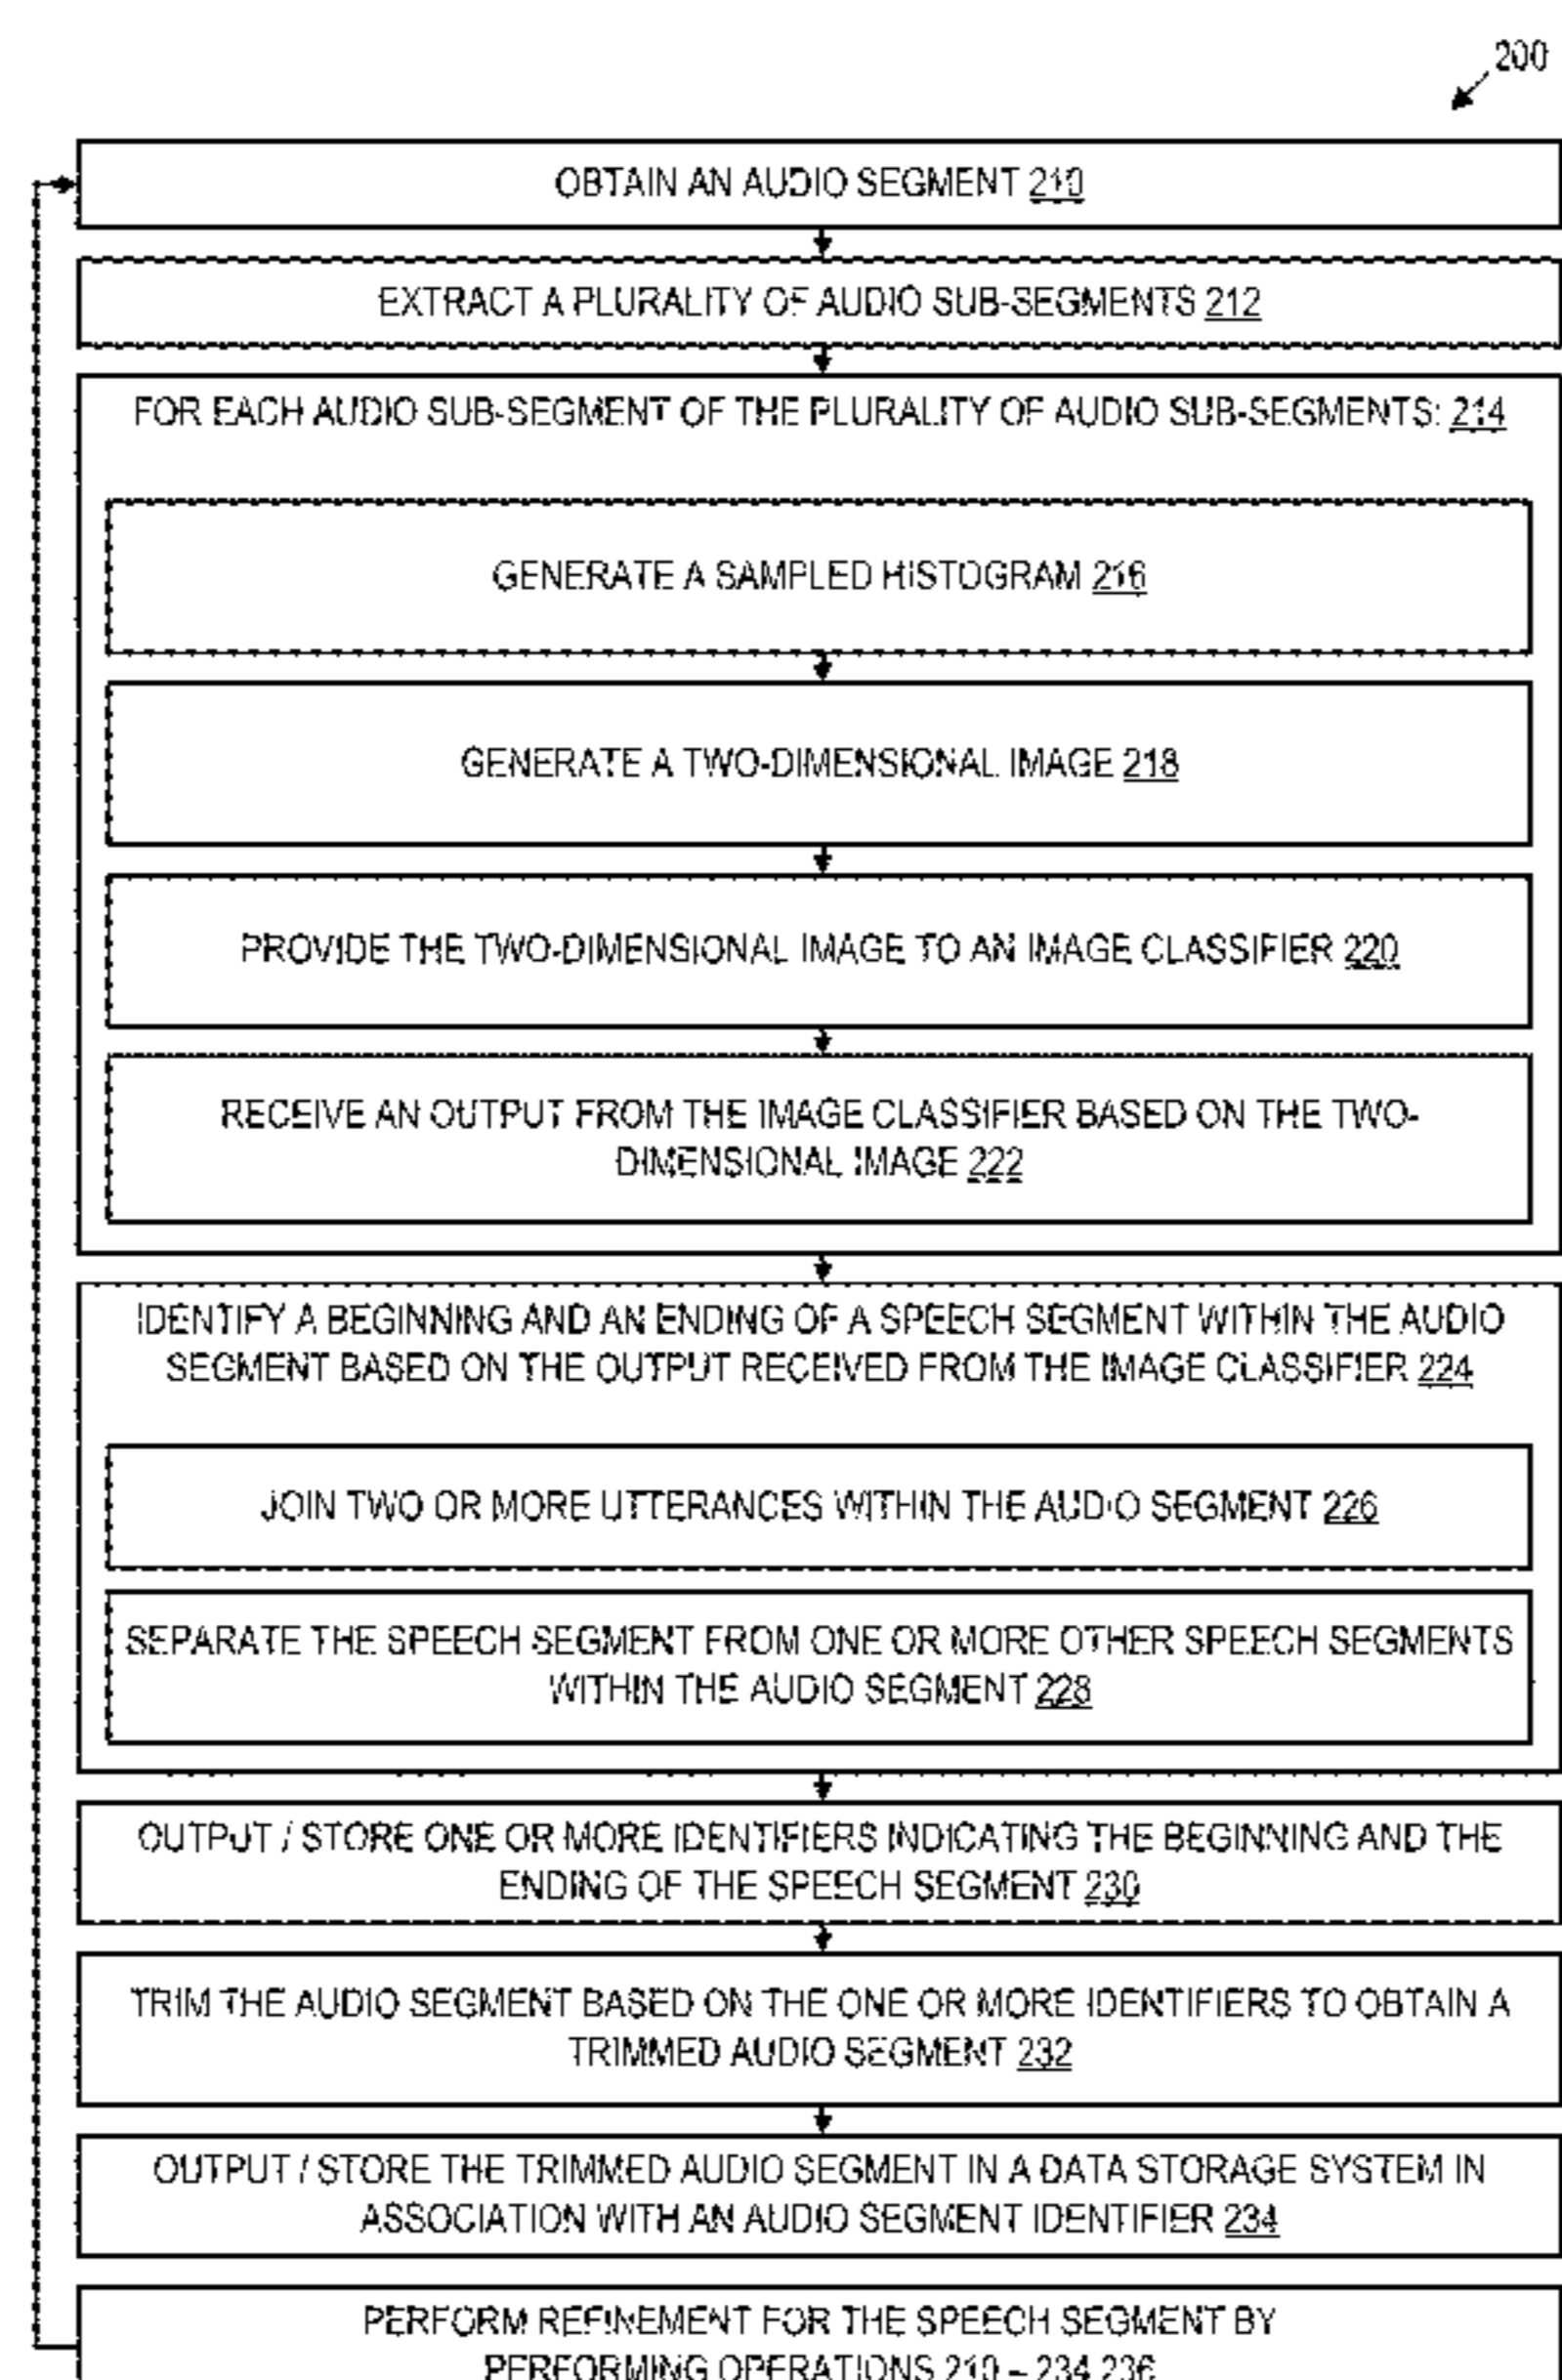 200
OBTAIN AN AUDIO SEGMENT 210
EXTRACT A PLURALITY OF AUDIO SUB-SEGMENTS 212
FOR EACH AUDIO SUB-SEGMENT OF THE PLURALITY OF AUDIO SUB-SEGMENTS: 214
GENERATE A SAMPLED HISTOGRAM 216
GENERATE A TWO-DIMENSIONAL IMAGE 218
PROVIDE THE TWO-DIMENSIONAL IMAGE TO AN IMAGE CLASSIFIER 220
RECEIVE AN OUTPUT FROM THE IMAGE CLASSIFIER BASED ON THE TWO-
DIMENSIONAL IMAGE 222
IDENTIFY A BEGINNING AND AN ENDING OF A SPEECH SEGMENT WITHIN THE AUDIO
SEGMENT BASED ON THE OUTPUT RECEIVED FROM THE IMAGE CLASSIFIER 224
JOIN TWO OR MORE UTTERANCES WITHIN THE AUDIO SEGMENT 226
SEPARATE THE SPEECH SEGMENT FROM ONE OR MORE OTHER SPEECH SEGMENTS
WITHIN THE AUDIO SEGMENT 228
OUTPUT / STORE ONE OR MORE IDENTIFIERS INDICATING THE BEGINNING AND THE
ENDING OF THE SPEECH SEGMENT 230
TRIM THE AUDIO SEGMENT BASED ON THE ONE OR MORE IDENTIFIERS TO OBTAIN A
TRIMMED AUDIO SEGMENT 232
OUTPUT / STORE THE TRIMMED AUDIO SEGMENT IN A DATA STORAGE SYSTEM IN
ASSOCIATION WITH AN AUDIO SEGMENT IDENTIFIER 234
PERFORM REFINEMENT FOR THE SPEECH SEGMENT BY
PERFORMING OPERATIONS 210 – 234 236